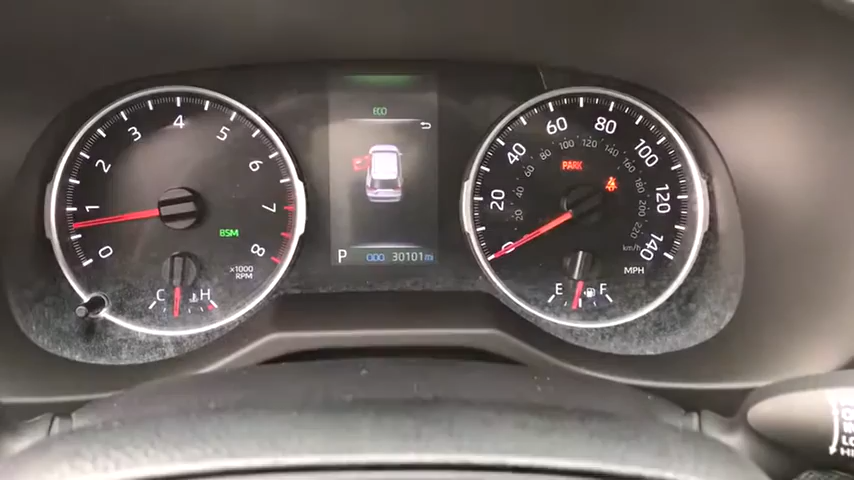 0 1 2 3 4 5 6 7 8
x1000
RPM
BSM
C H
ECO
P ODO 30101 mi
0 20 40 60 80 100 120 140
20 40 60 80 100 120 140 160 180 200 220
km/h
MPH
PARK
E F